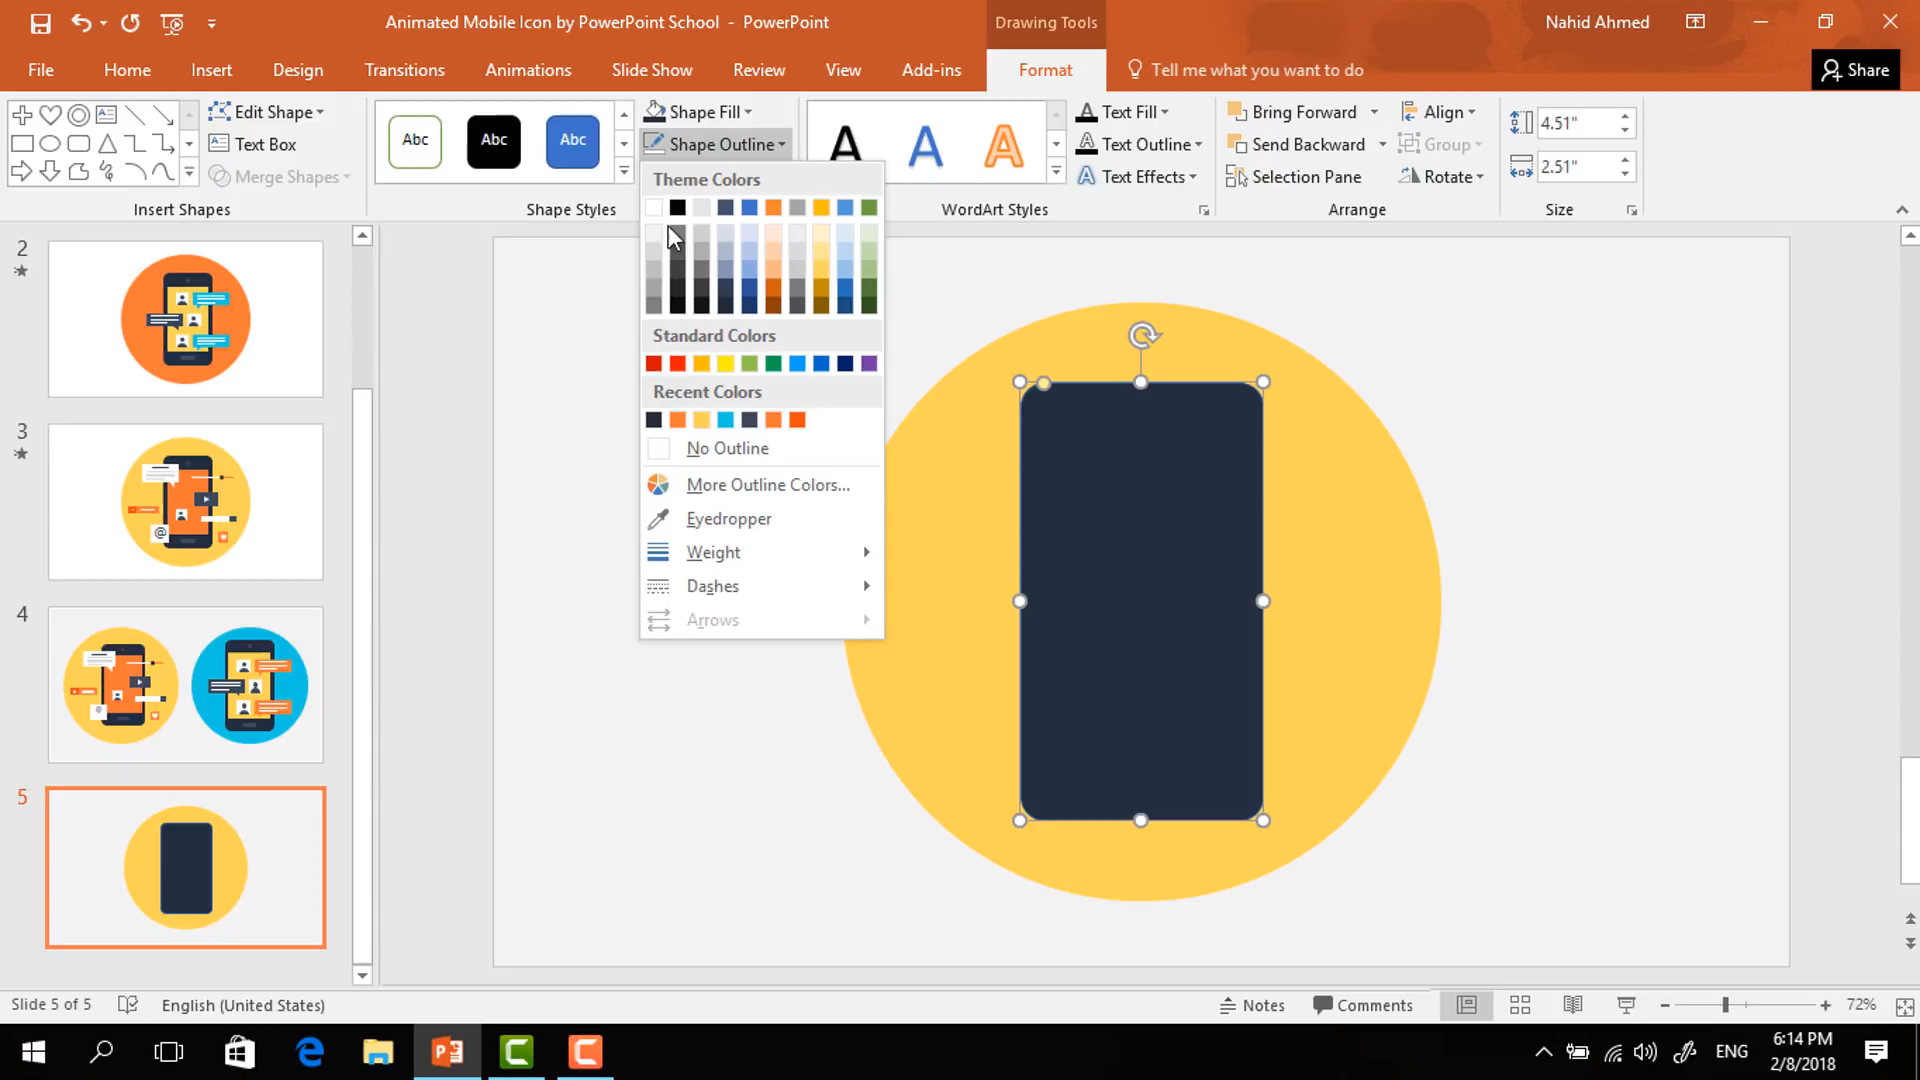 Animated Mobile Icon by PowerPoint School - PowerPoint
Drawing Tools
Nahid Ahmed
File Home Insert Design Transitions Animations Slide Show Review View Add-ins Format Tell me what you want to do Share
Edit Shape
Text Box
Merge Shapes
Insert Shapes
Abc Abc Abc
Shape Styles
Shape Fill
Shape Outline
A A A
WordArt Styles
Text Fill
Text Outline
Text Effects
Bring Forward
Send Backward
Selection Pane
Align
Group
Rotate
Arrange
4.51"
2.51"
Size
Theme Colors
Standard Colors
Recent Colors
No Outline
More Outline Colors...
Eyedropper
Weight
Dashes
Arrows
2
3
@
4
5
Slide 5 of 5
English (United States)
Notes
Comments
72%
ENG
6:14 PM
2/8/2018